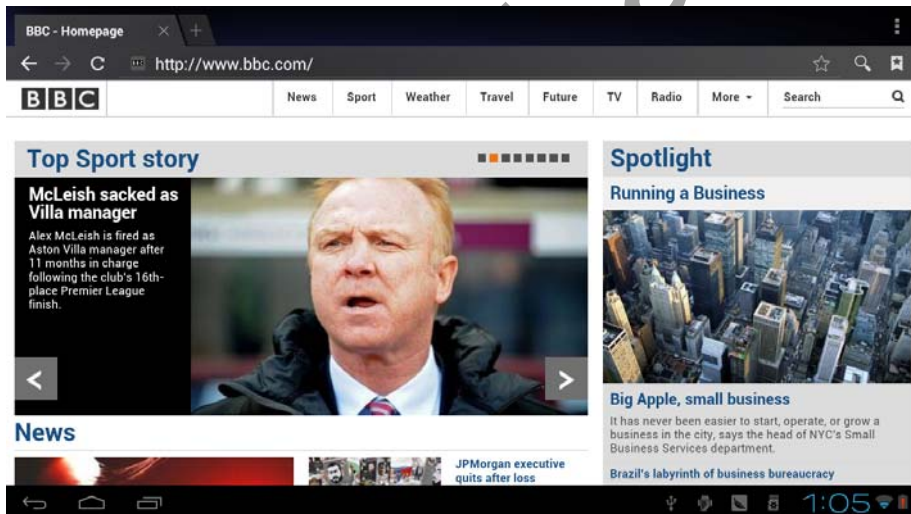 BBC - Homepage
http://www.bbc.com/
BBC News Sport Weather Travel Future TV Radio More Search
Top Sport story
McLeish sacked as
Villa manager
Alex McLeish is fired as
Aston Villa manager after
11 months in charge
following the club's 16th-
place Premier League
finish.
News
JPMorgan executive
quits after loss
Spotlight
Running a Business
Big Apple, small business
It has never been easier to start, operate, or grow a
business in the city, says the head of NYC's Small
Business Services department.
Brazil's labyrinth of business bureaucracy
1:05